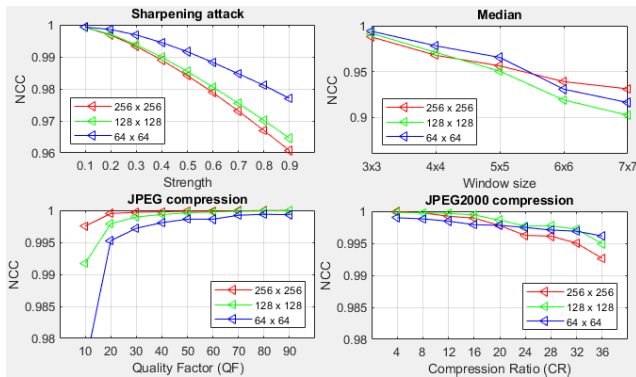 Sharpening attack
1
0.99
0.98
0.97
0.96
NCC
256 x 256
128 x 128
64 x 64
0.1 0.2 0.3 0.4 0.5 0.6 0.7 0.8 0.9
Strength
Median
1
0.95
0.9
NCC
256 x 256
128 x 128
64 x 64
3x3 4x4 5x5 6x6 7x7
Window size
JPEG compression
1
0.995
0.99
0.985
0.98
NCC
256 x 256
128 x 128
64 x 64
10 20 30 40 50 60 70 80 90
Quality Factor (QF)
JPEG2000 compression
1
0.995
0.99
0.985
0.98
NCC
256 x 256
128 x 128
64 x 64
4 8 12 16 20 24 28 32 36
Compression Ratio (CR)